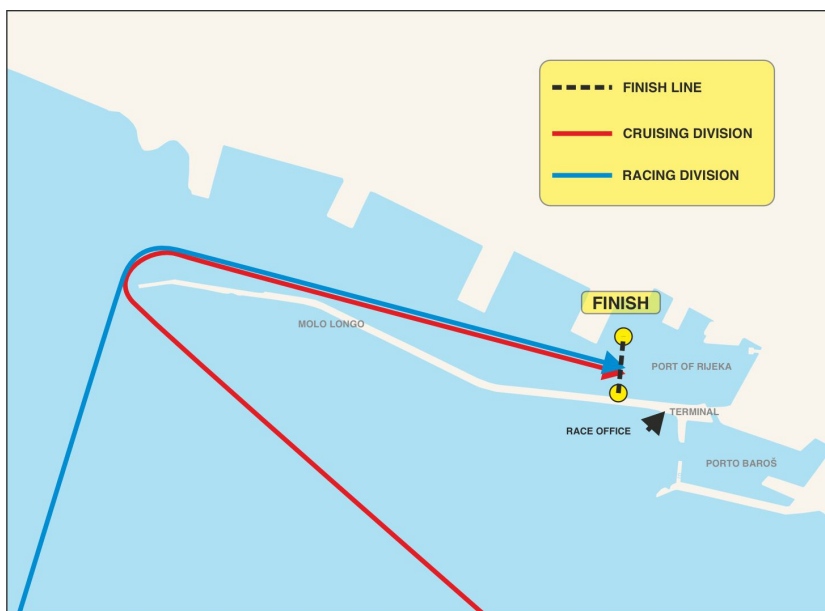 FINISH LINE
CRUISING DIVISION
RACING DIVISION
FINISH
MOLO LONGO
PORT OF RIJEKA
TERMINAL
RACE OFFICE
PORTO BAROŠ